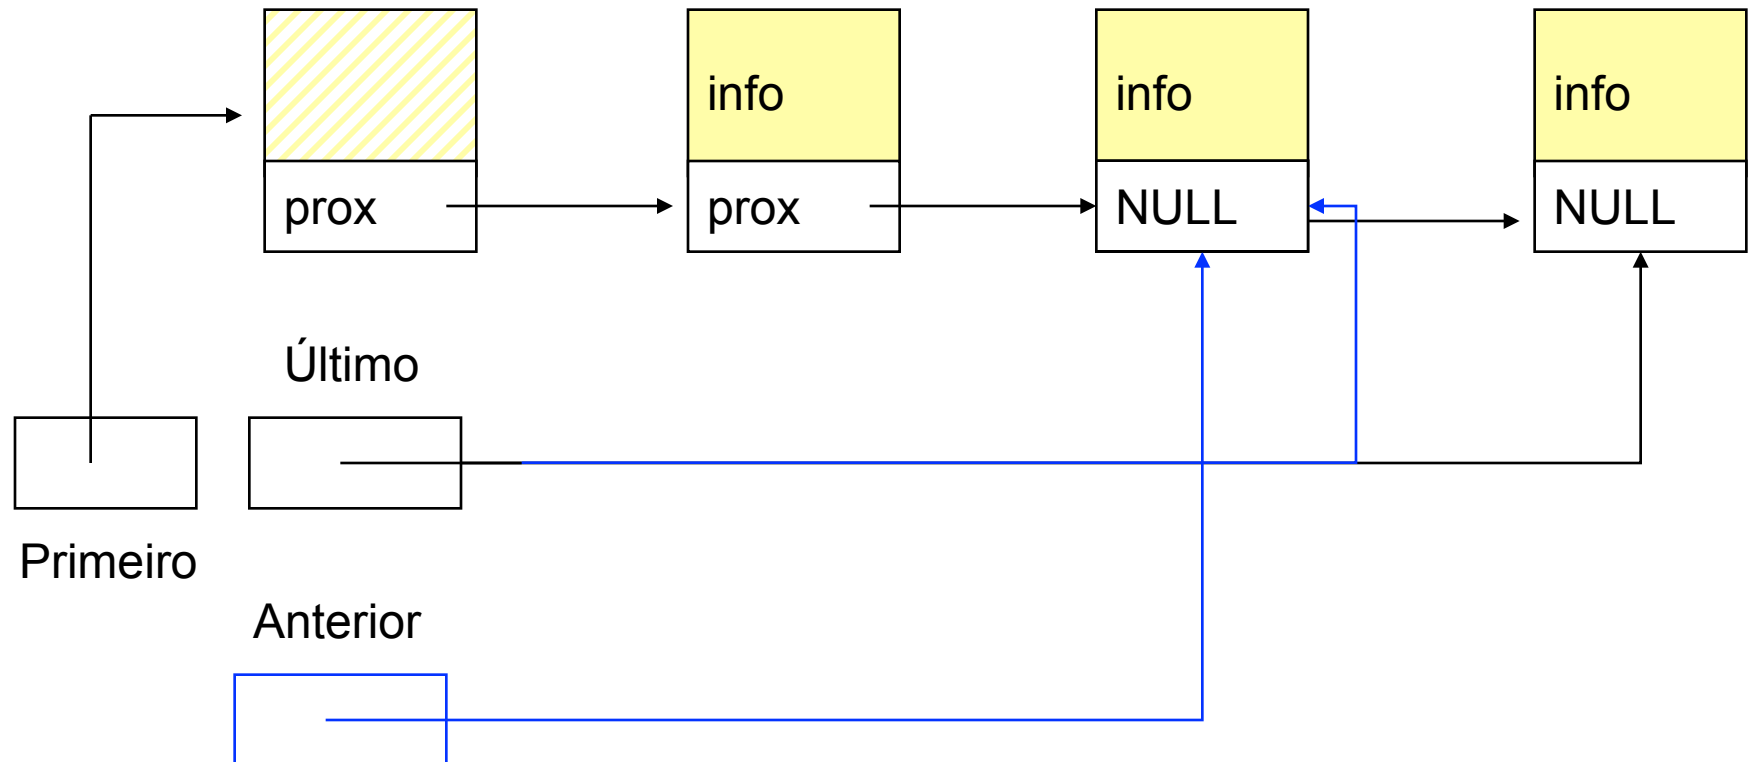 info
info
info
prox
prox
NULL
NULL
Último
Primeiro
Anterior